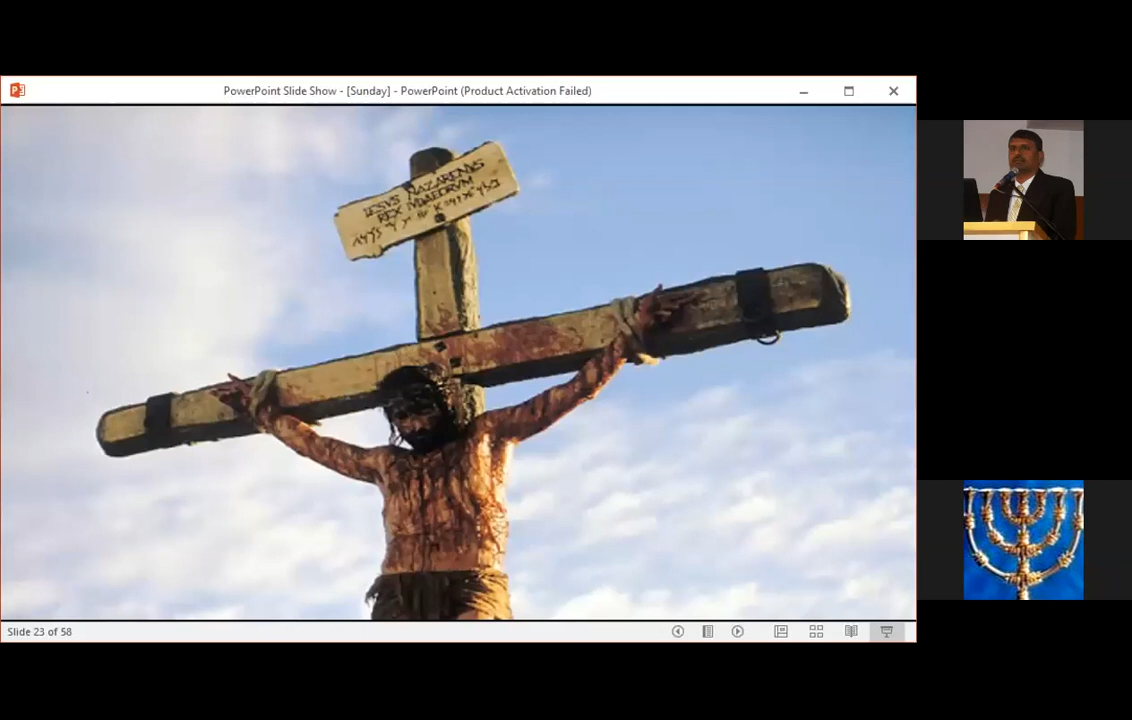 PowerPoint Slide Show - [Sunday] - PowerPoint (Product Activation Failed)
IESVS NAZARENVS
REX IVDAEORVM
Slide 23 of 58